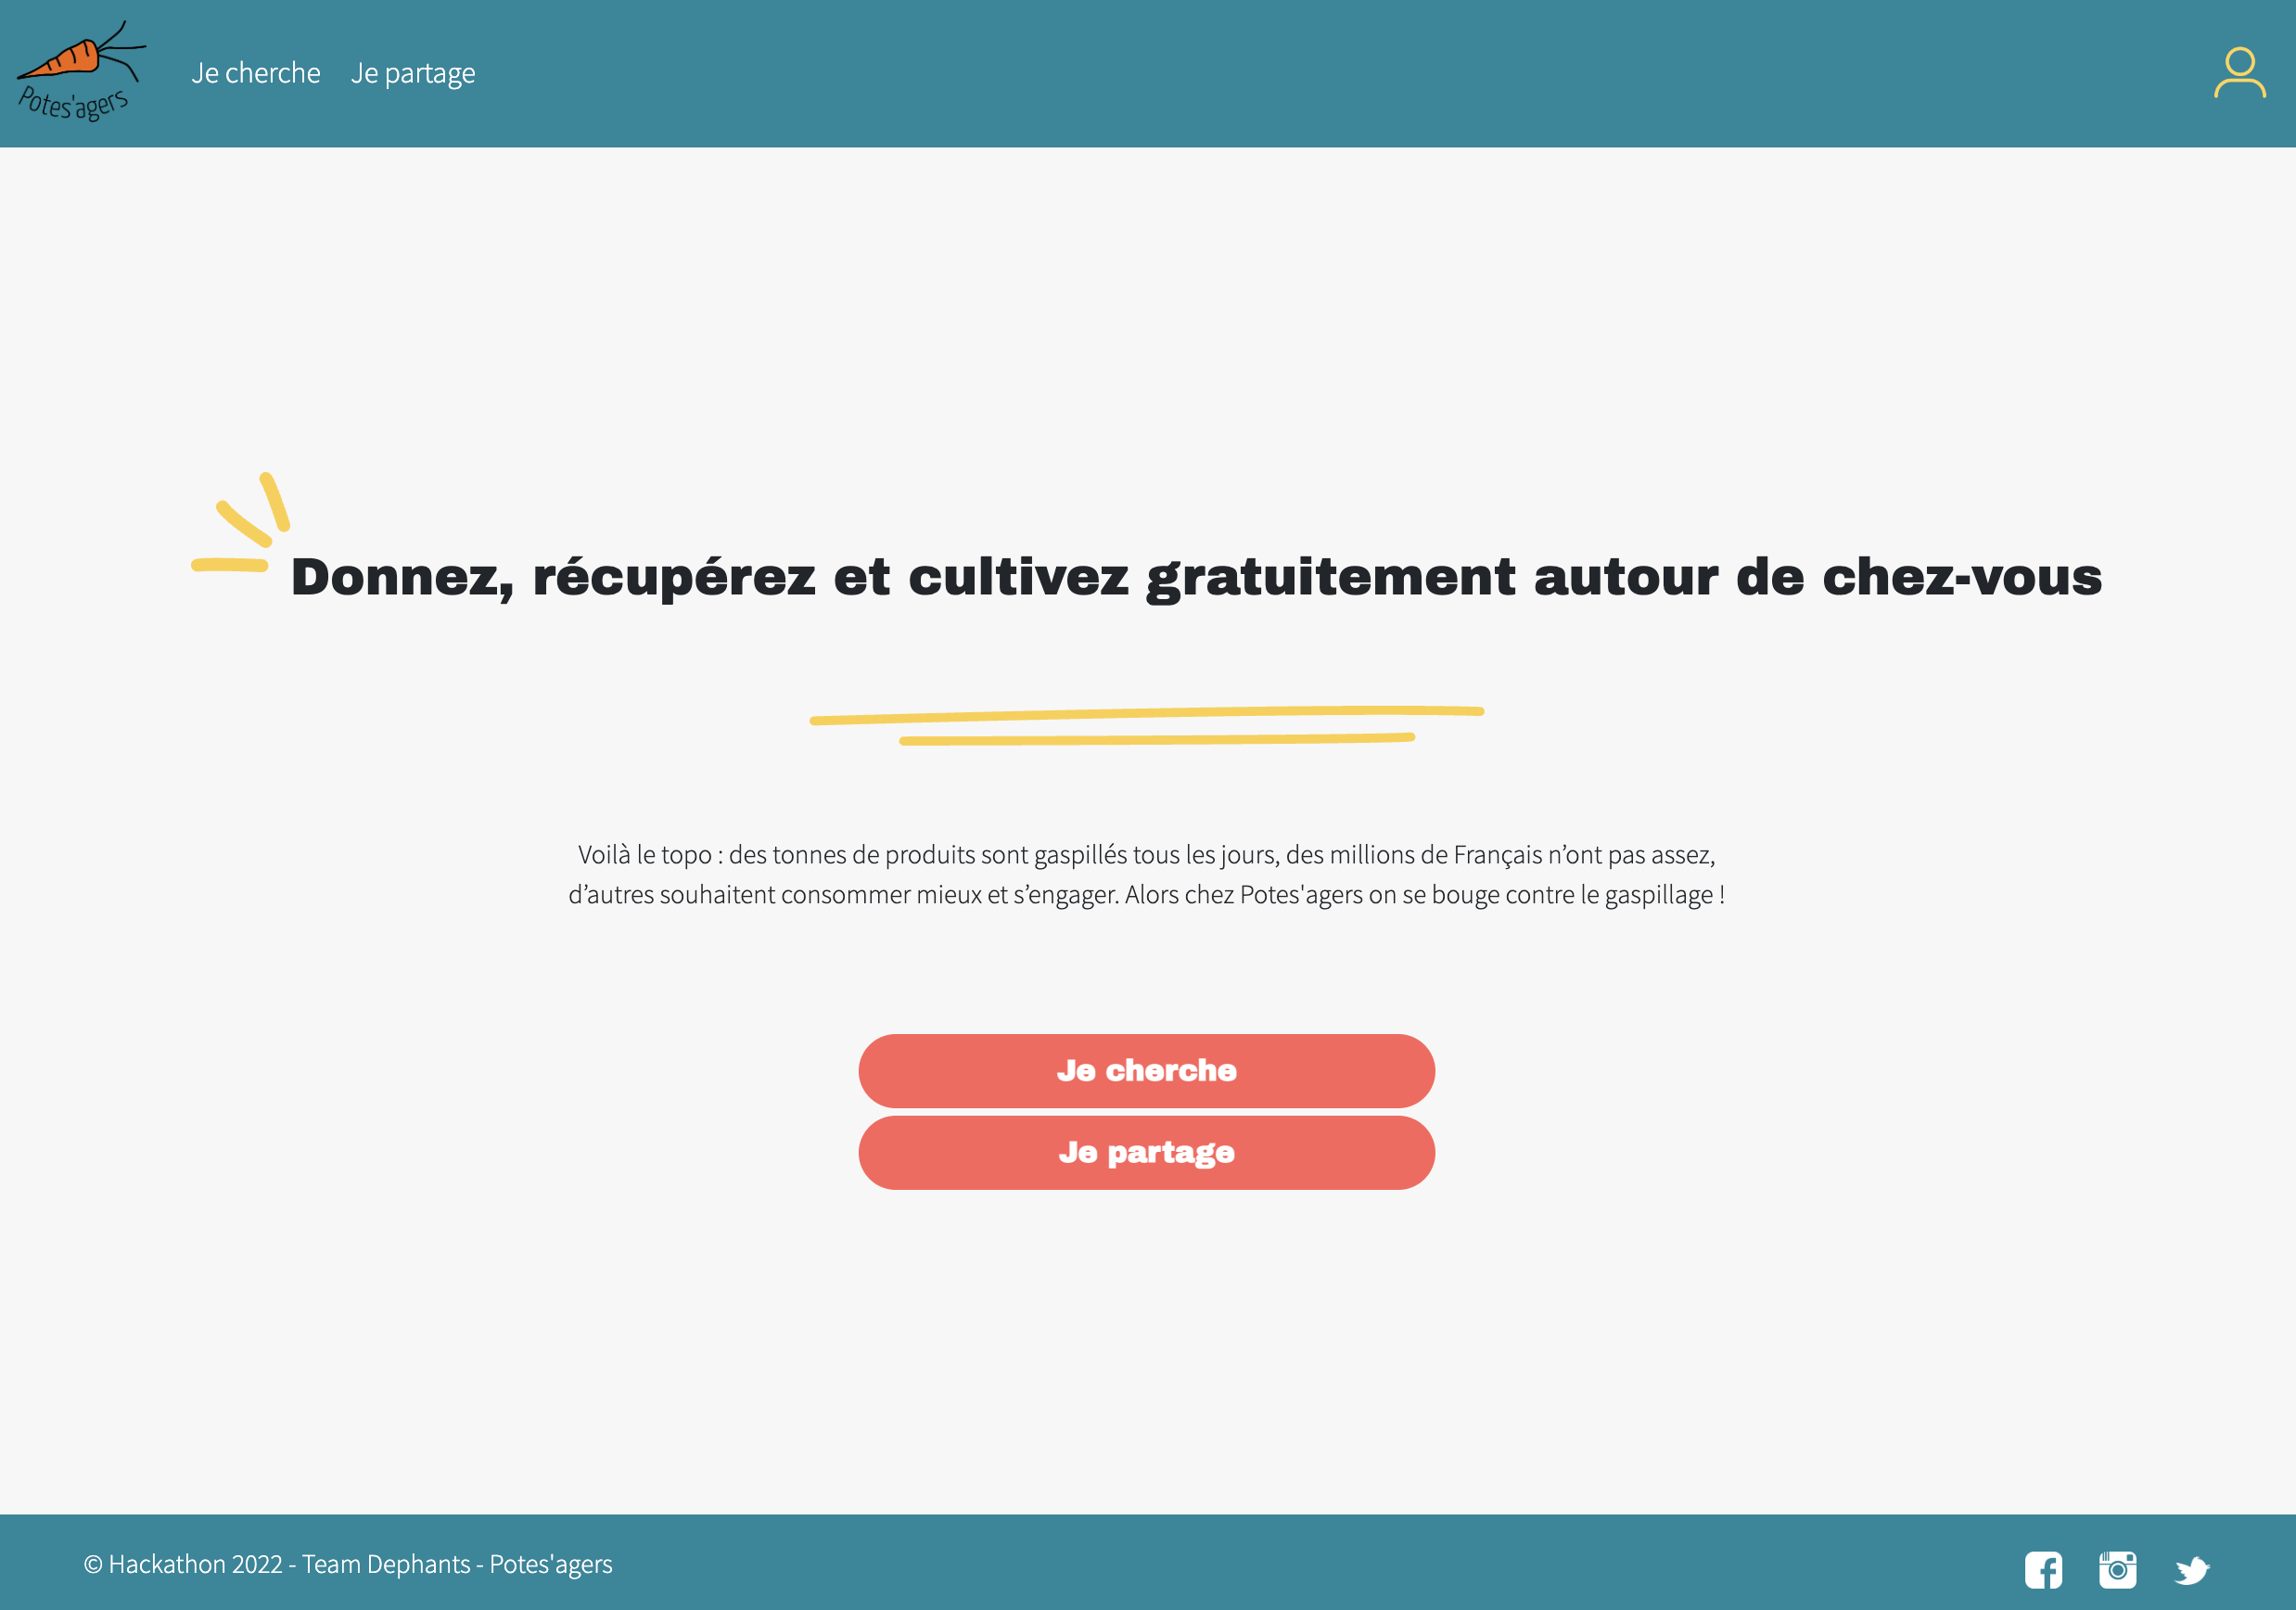 Potes'agers
Je cherche
Je partage
Donnez, récupérez et cultivez gratuitement autour de chez-vous
Voilà le topo : des tonnes de produits sont gaspillés tous les jours, des millions de Français n’ont pas assez,
d’autres souhaitent consommer mieux et s’engager. Alors chez Potes'agers on se bouge contre le gaspillage !
Je cherche
Je partage
© Hackathon 2022 - Team Dephants - Potes'agers